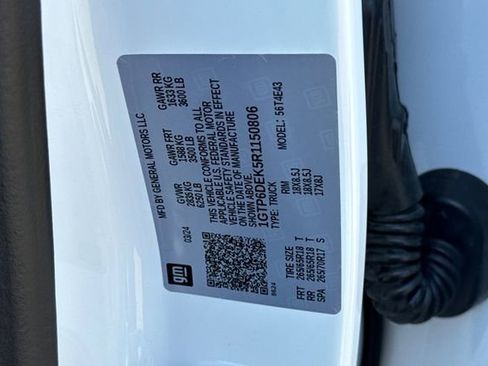 MFD BY GENERAL MOTORS LLC
03/24
GVWR
2835 KG
6250 LB
GAWR FRT
1588 KG
3500 LB
GAWR RR
1633 KG
3600 LB
THIS VEHICLE CONFORMS TO ALL
APPLICABLE U.S. FEDERAL MOTOR
VEHICLE SAFETY STANDARDS IN EFFECT
ON THE DATE OF MANUFACTURE
1GTP6DEK5R1150806
TYPE: TRUCK
MODEL: 56T4E43
gm
TIRE SIZE
RIM
FRT 265/65R18 T 18X8.5J
RR 265/65R18 T 18X8.5J
SPA 265/70R17 S 17X8J